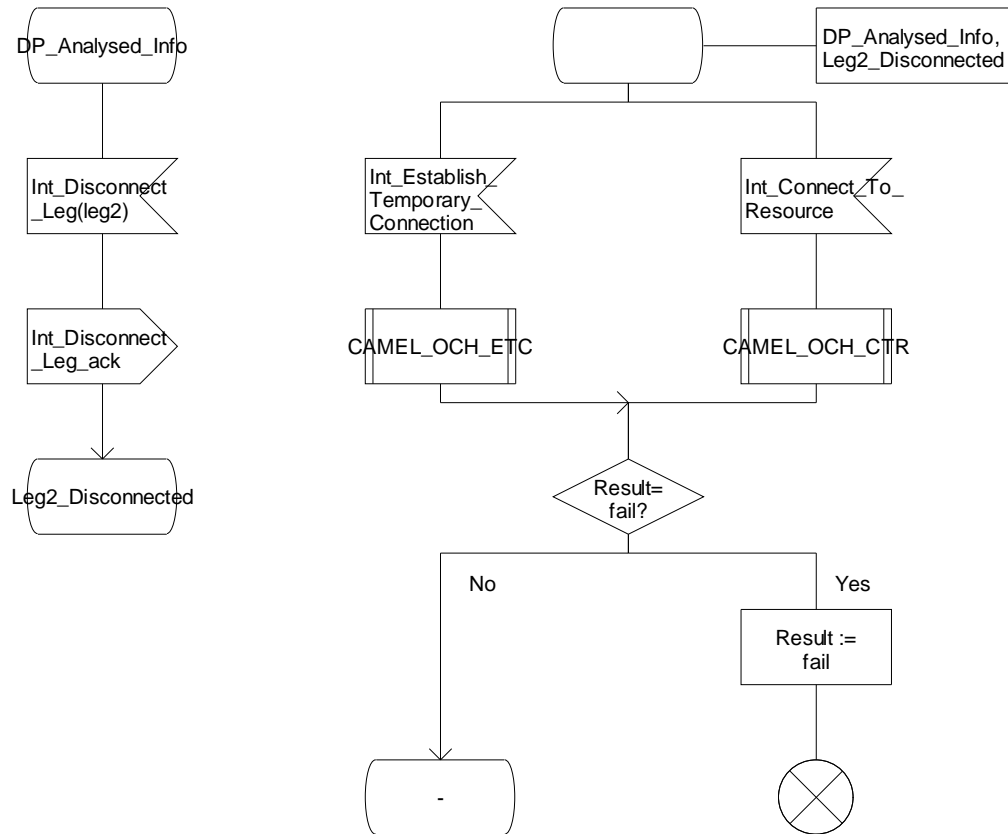 DP_Analysed_Info
DP_Analysed_Info,
Leg2_Disconnected
Int_Disconnect
_Leg(leg2)
Int_Establish_
Temporary_
Connection
Int_Connect_To_
Resource
Int_Disconnect
_Leg_ack
CAMEL_OCH_ETC
CAMEL_OCH_CTR
Leg2_Disconnected
Result=
fail?
No
Yes
Result :=
fail
-